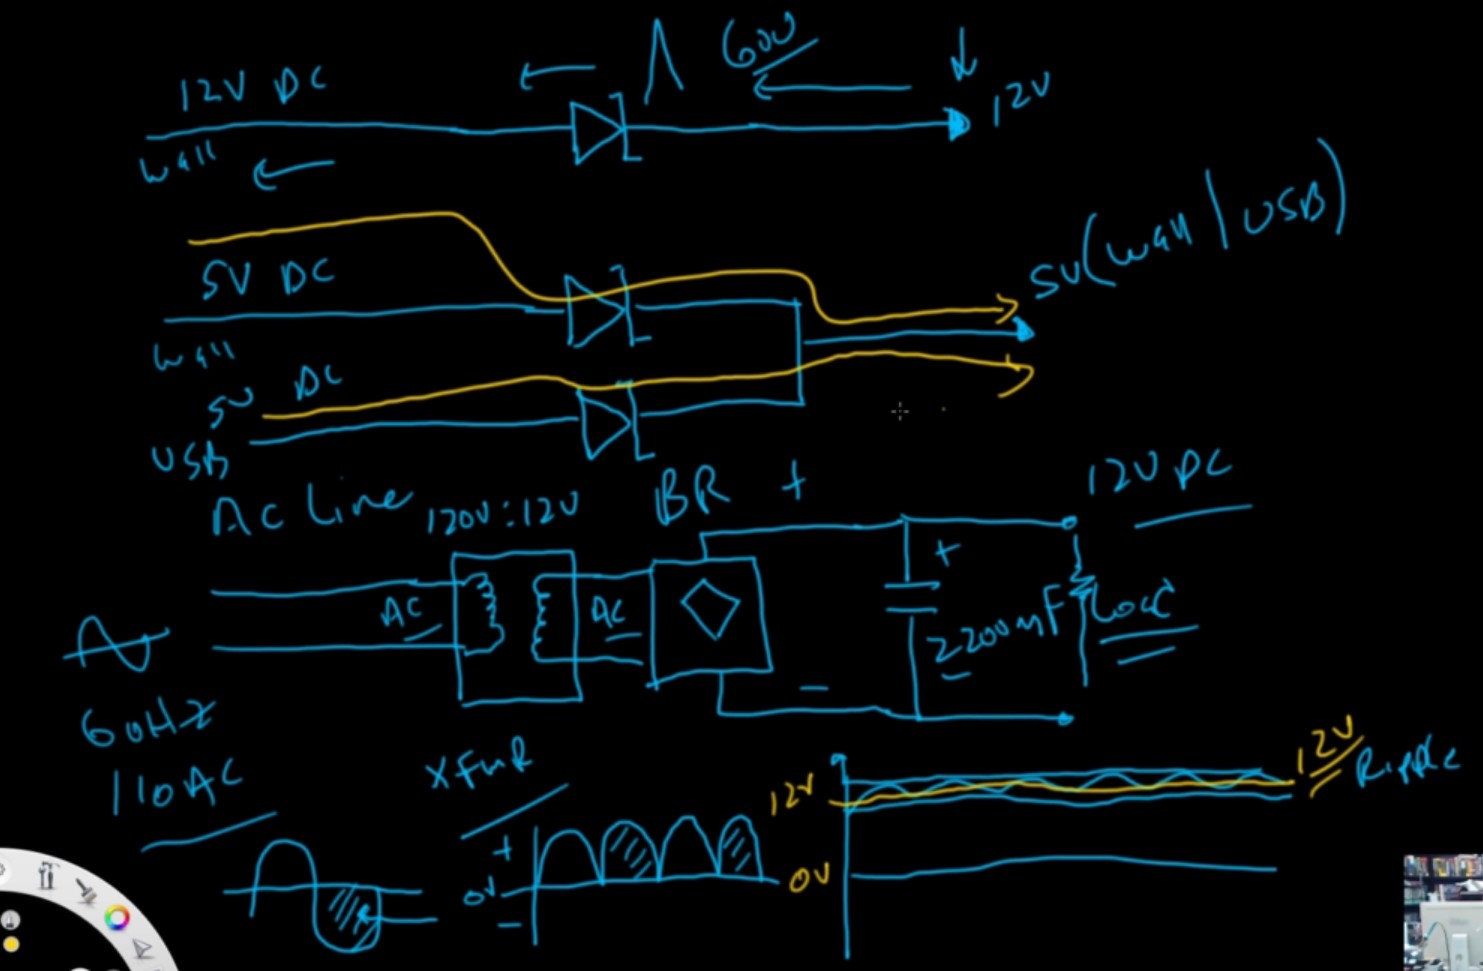 12V DC
60V
12V
Wall
5V (Wall / USB)
5V DC
Wall
5V DC
USB
AC Line
120V:12V
BR +
12V DC
AC
AC
+
2200mF
Load
-
60Hz
110AC
XFMR
12V
12V
Ripple
+
0V
-
0V